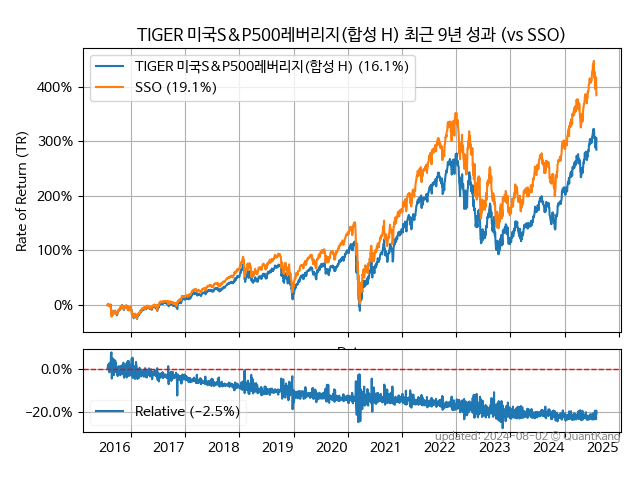 TIGER 미국S&P500레버리지(합성 H) 최근 9년 성과 (vs SSO)
TIGER 미국S&P500레버리지(합성 H) (16.1%)
SSO (19.1%)
Rate of Return (TR)
400%
300%
200%
100%
0%
0.0%
−20.0%
Relative (−2.5%)
updated: 2024-08-02 © QuantKang
2016 2017 2018 2019 2020 2021 2022 2023 2024 2025